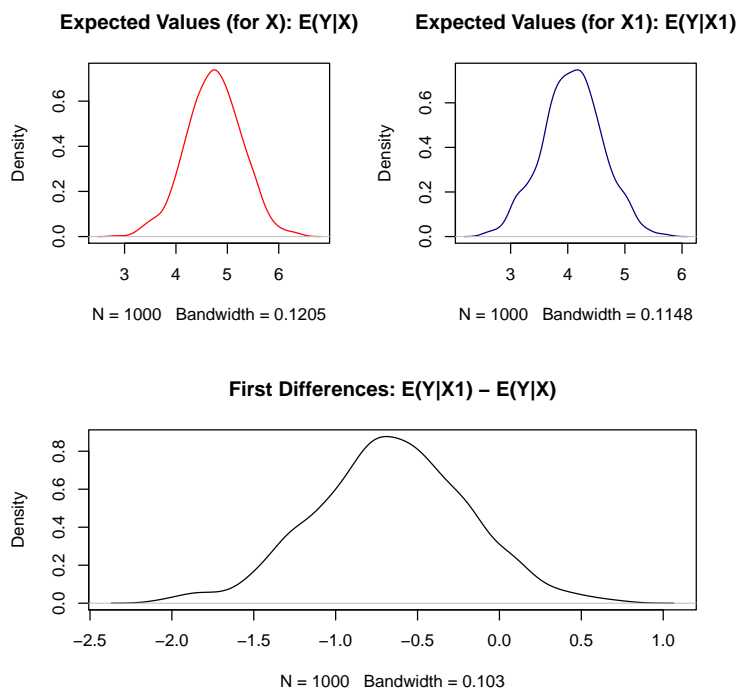 Expected Values (for X): E(Y|X)
Density
0.0 0.2 0.4 0.6
3 4 5 6
N = 1000 Bandwidth = 0.1205
Expected Values (for X1): E(Y|X1)
Density
0.0 0.2 0.4 0.6
3 4 5 6
N = 1000 Bandwidth = 0.1148
First Differences: E(Y|X1) − E(Y|X)
Density
0.0 0.2 0.4 0.6 0.8
−2.5 −2.0 −1.5 −1.0 −0.5 0.0 0.5 1.0
N = 1000 Bandwidth = 0.103